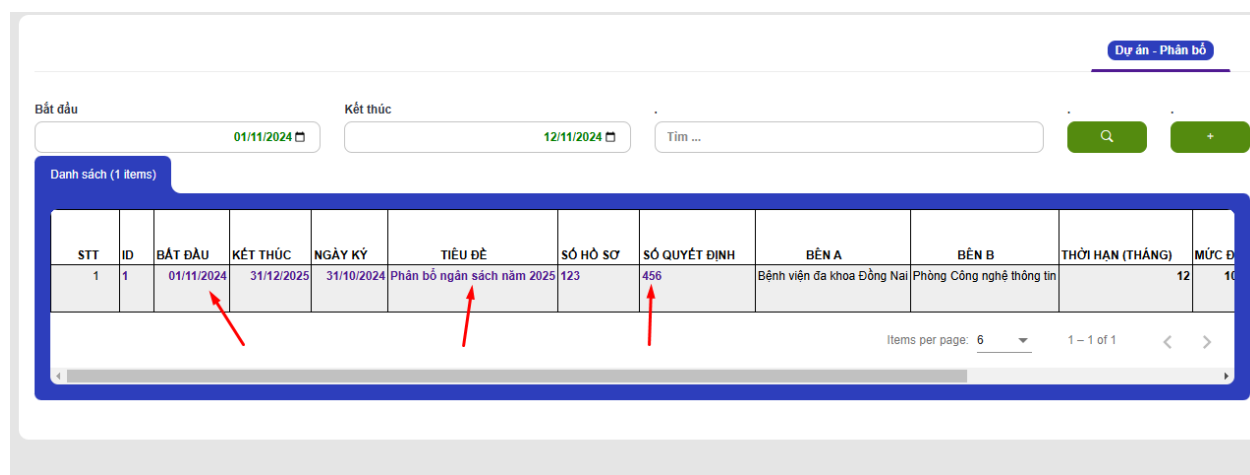 Dự án - Phân bổ
Bắt đầu
Kết thúc
.
.
.
01/11/2024
12/11/2024
Tìm ...
+
Danh sách (1 items)
STT
ID
BẮT ĐẦU
KẾT THÚC
NGÀY KÝ
TIÊU ĐỀ
SỐ HỒ SƠ
SỐ QUYẾT ĐỊNH
BÊN A
BÊN B
THỜI HẠN (THÁNG)
MỨC Đ
1
1
01/11/2024
31/12/2025
31/10/2024
Phân bổ ngân sách năm 2025
123
456
Bệnh viện đa khoa Đồng Nai
Phòng Công nghệ thông tin
12
10
Items per page:
6
1 – 1 of 1